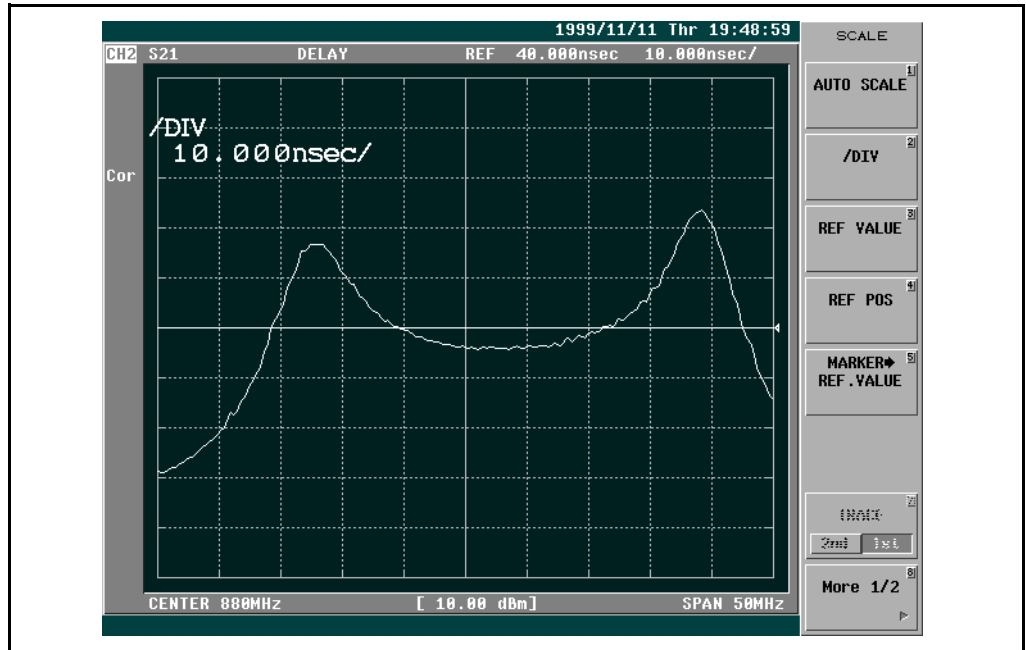 1999/11/11 Thr 19:48:59
CH2 S21 DELAY REF 40.000nsec 10.000nsec/
/DIV
10.000nsec/
Cor
CENTER 880MHz [ 10.00 dBm] SPAN 50MHz
SCALE
AUTO SCALE 1
/DIV 2
REF VALUE 3
REF POS 4
MARKER➔ 5
REF.VALUE
2nd 1st
More 1/2 8